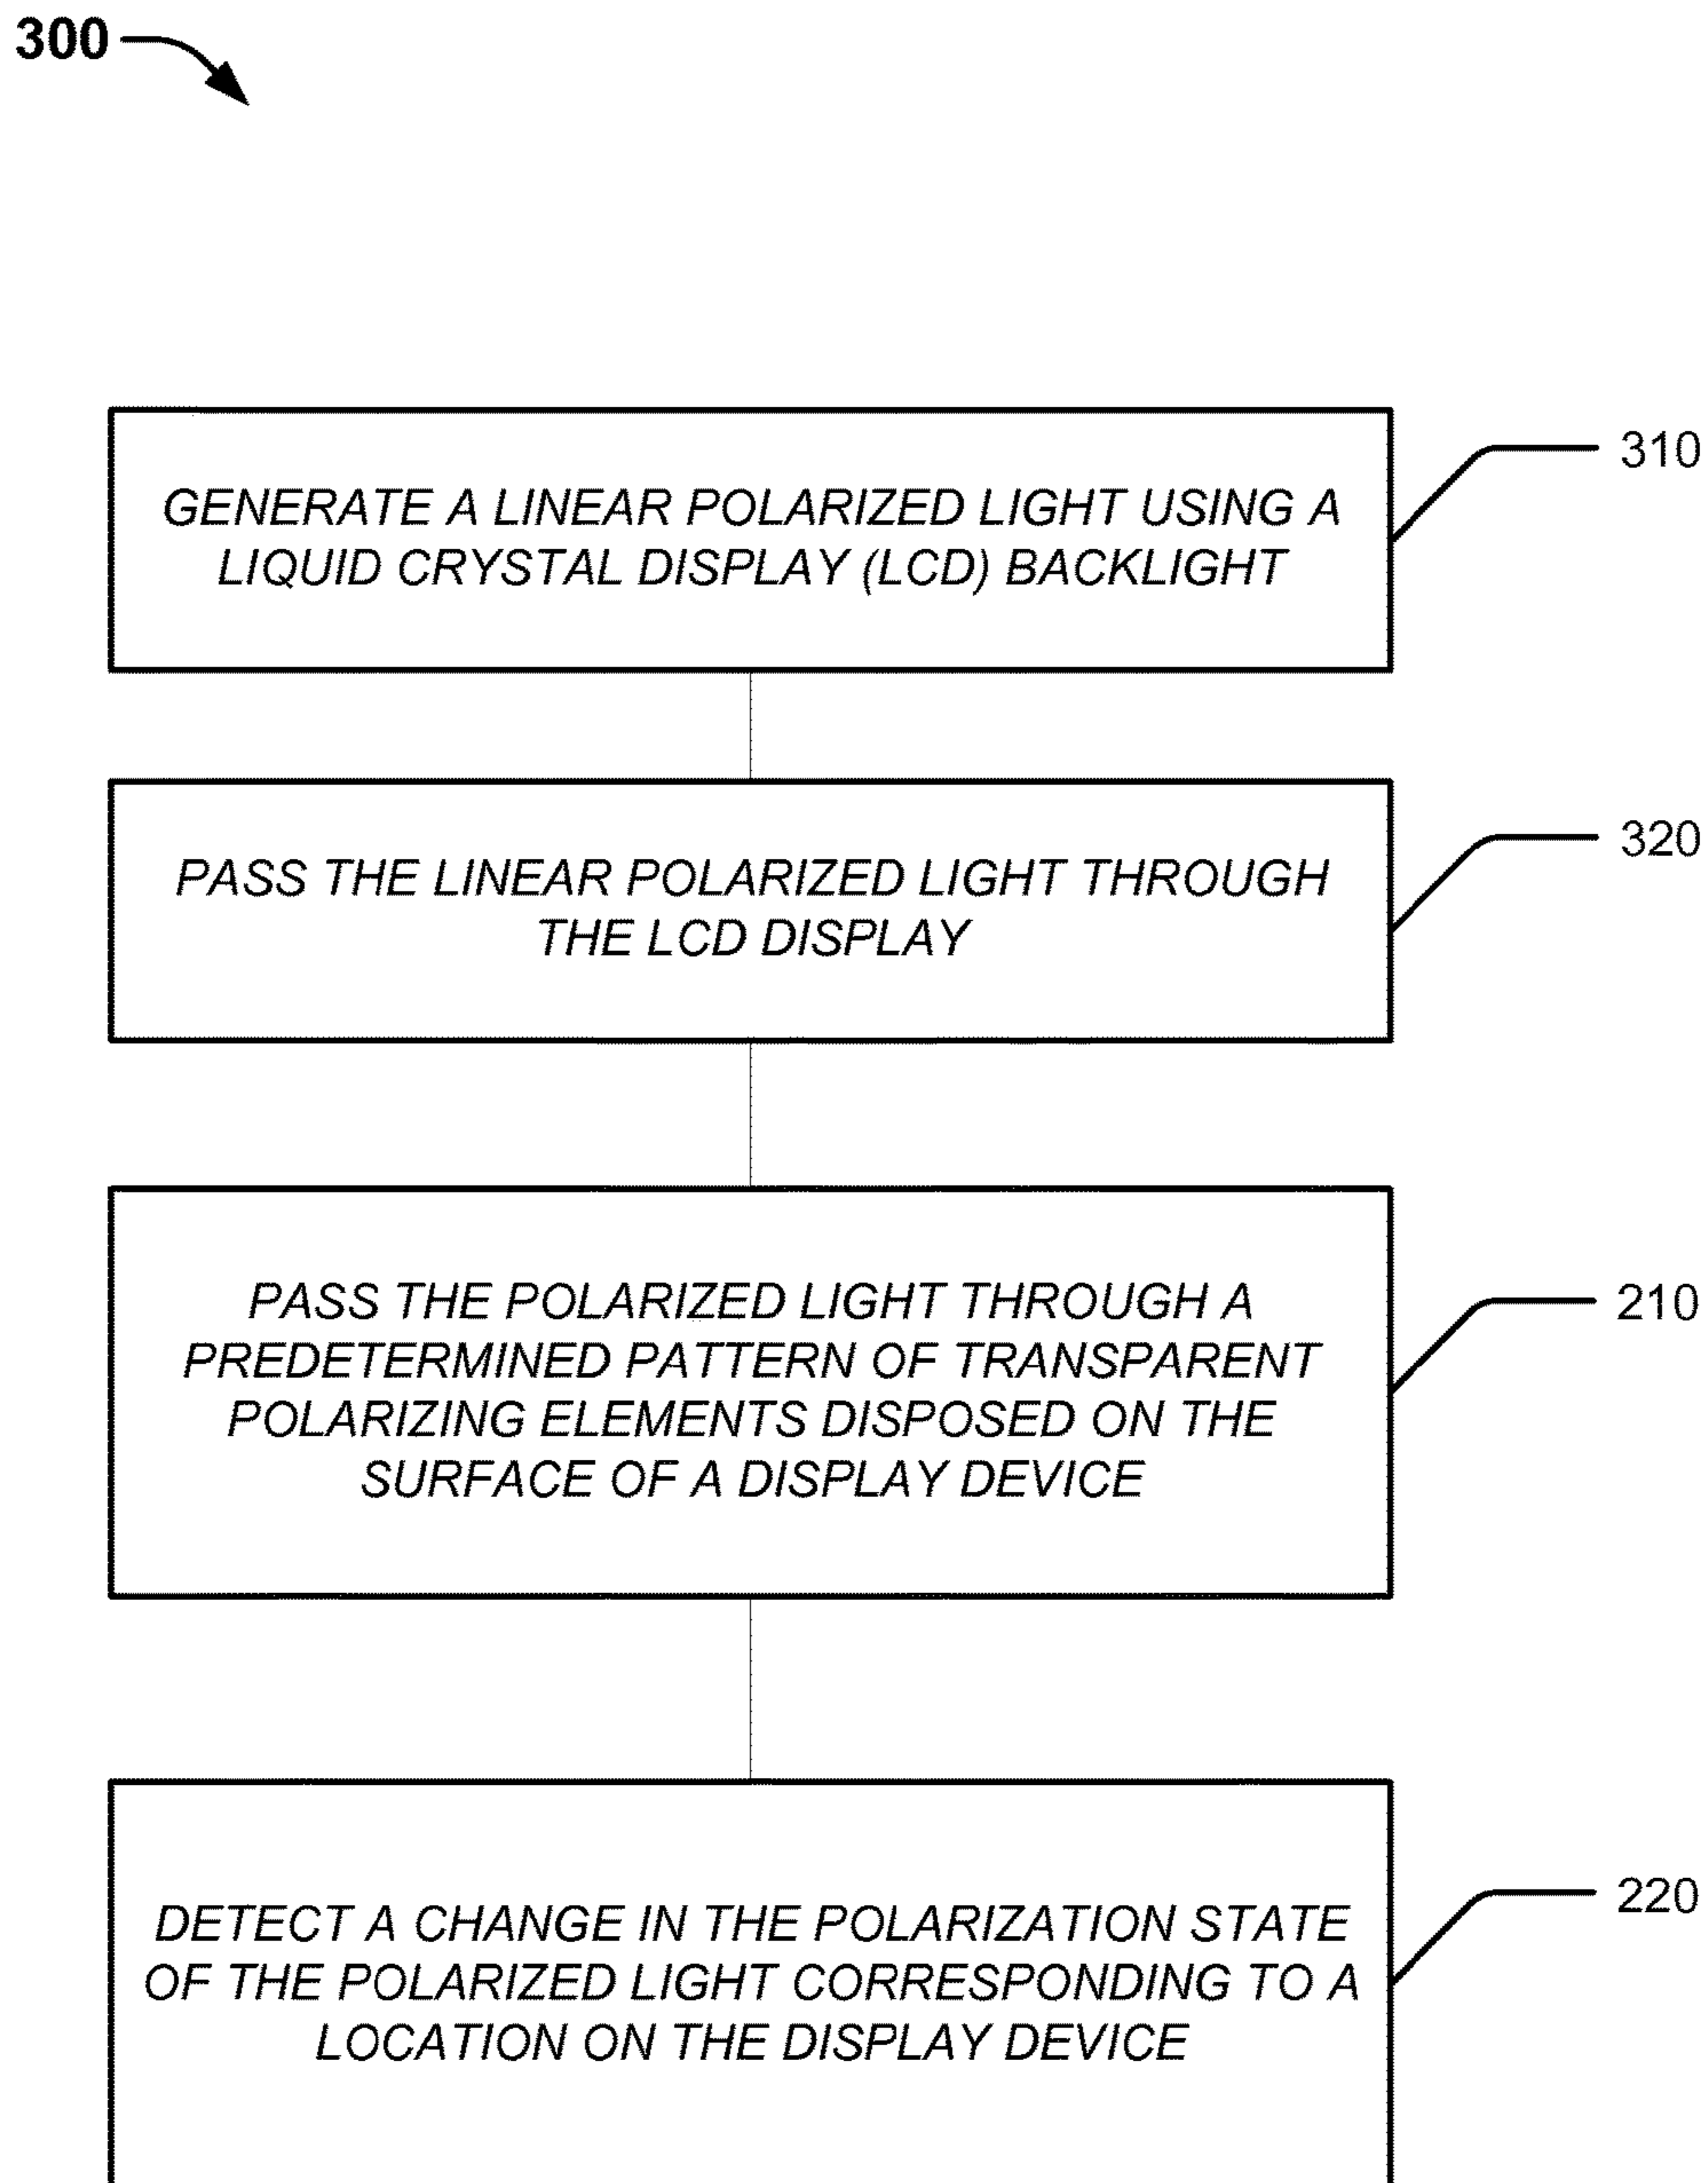 300
GENERATE A LINEAR POLARIZED LIGHT USING A
LIQUID CRYSTAL DISPLAY (LCD) BACKLIGHT
310
PASS THE LINEAR POLARIZED LIGHT THROUGH
THE LCD DISPLAY
320
PASS THE POLARIZED LIGHT THROUGH A
PREDETERMINED PATTERN OF TRANSPARENT
POLARIZING ELEMENTS DISPOSED ON THE
SURFACE OF A DISPLAY DEVICE
210
DETECT A CHANGE IN THE POLARIZATION STATE
OF THE POLARIZED LIGHT CORRESPONDING TO A
LOCATION ON THE DISPLAY DEVICE
220